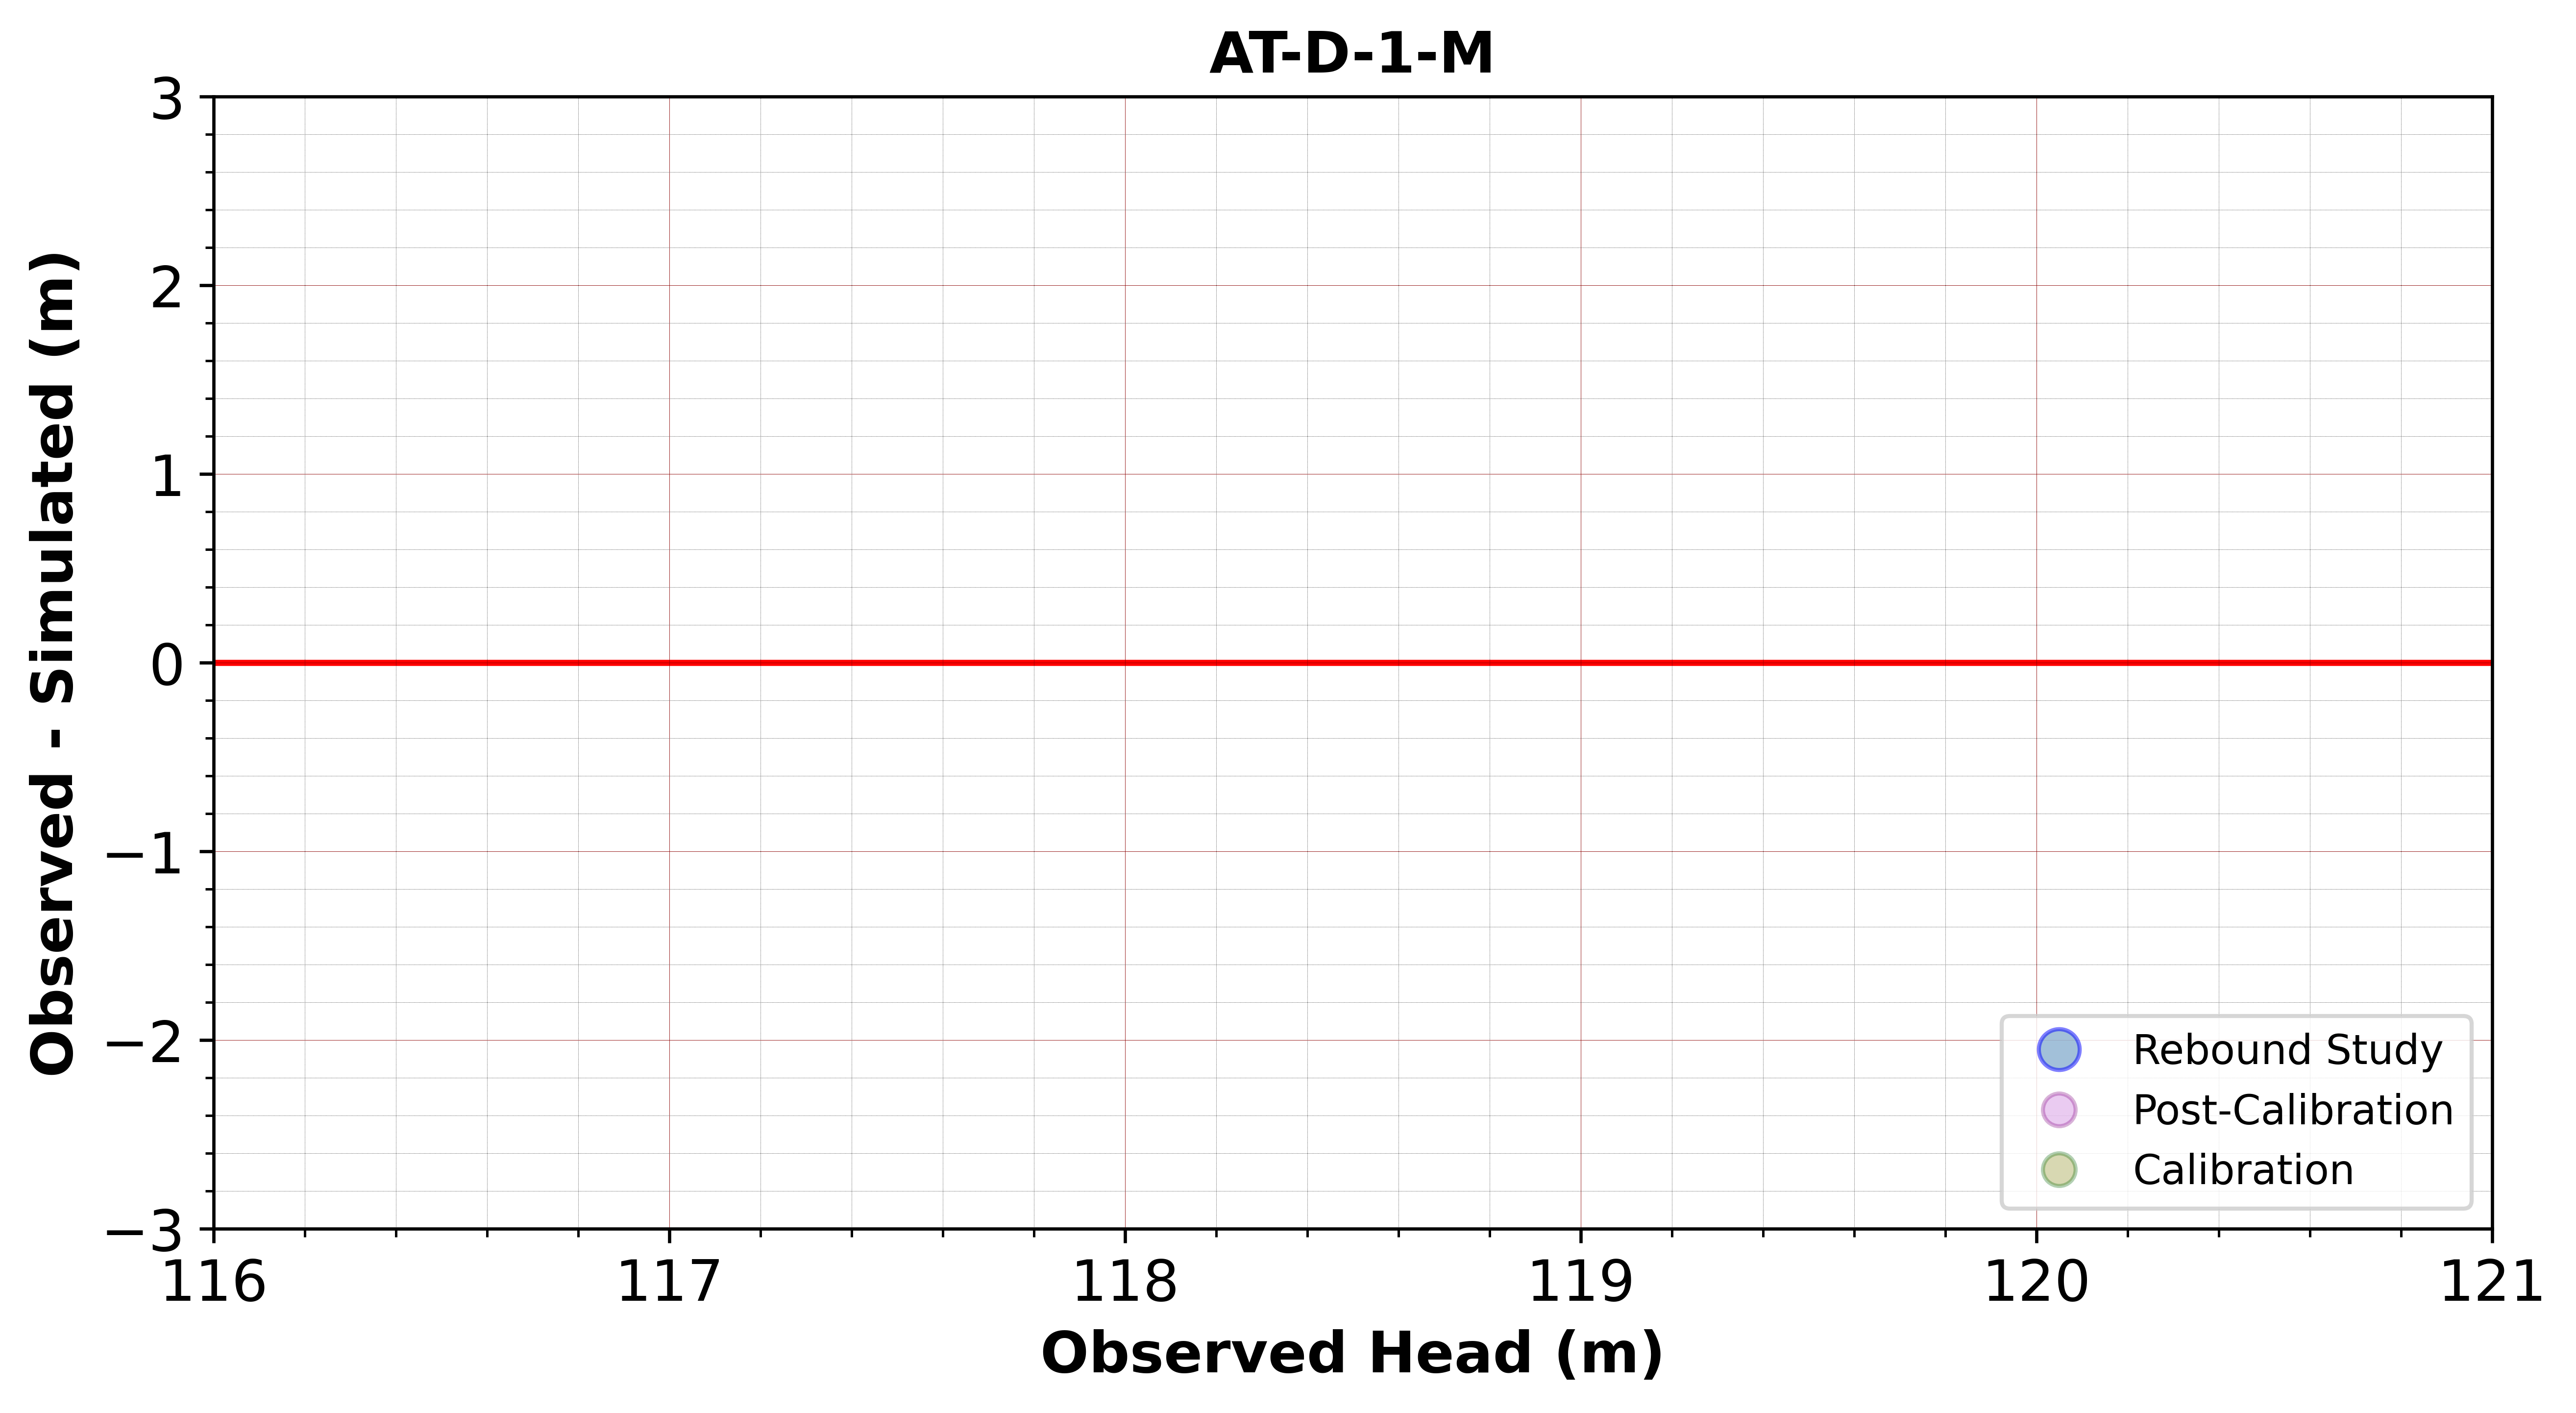 AT-D-1-M
Observed - Simulated (m)
3
2
1
0
−1
−2
−3
116 117 118 119 120 121
Observed Head (m)
Rebound Study
Post-Calibration
Calibration